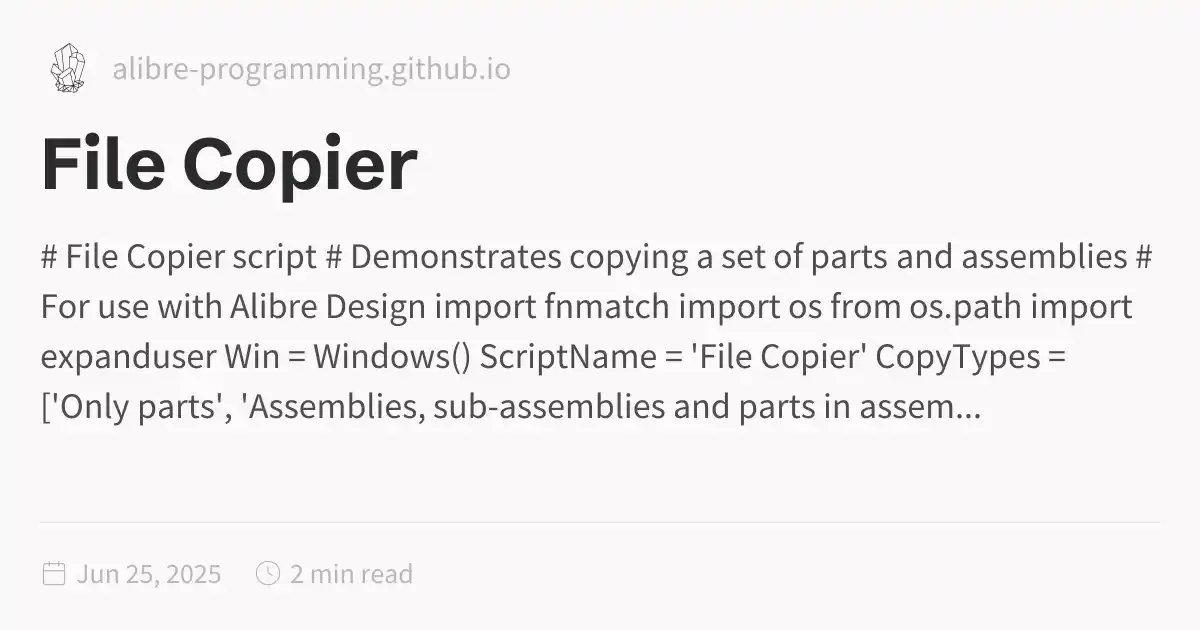 alibre-programming.github.io
File Copier
# File Copier script # Demonstrates copying a set of parts and assemblies #
For use with Alibre Design import fnmatch import os from os.path import
expanduser Win = Windows() ScriptName = 'File Copier' CopyTypes =
['Only parts', 'Assemblies, sub-assemblies and parts in assem...
Jun 25, 2025 2 min read